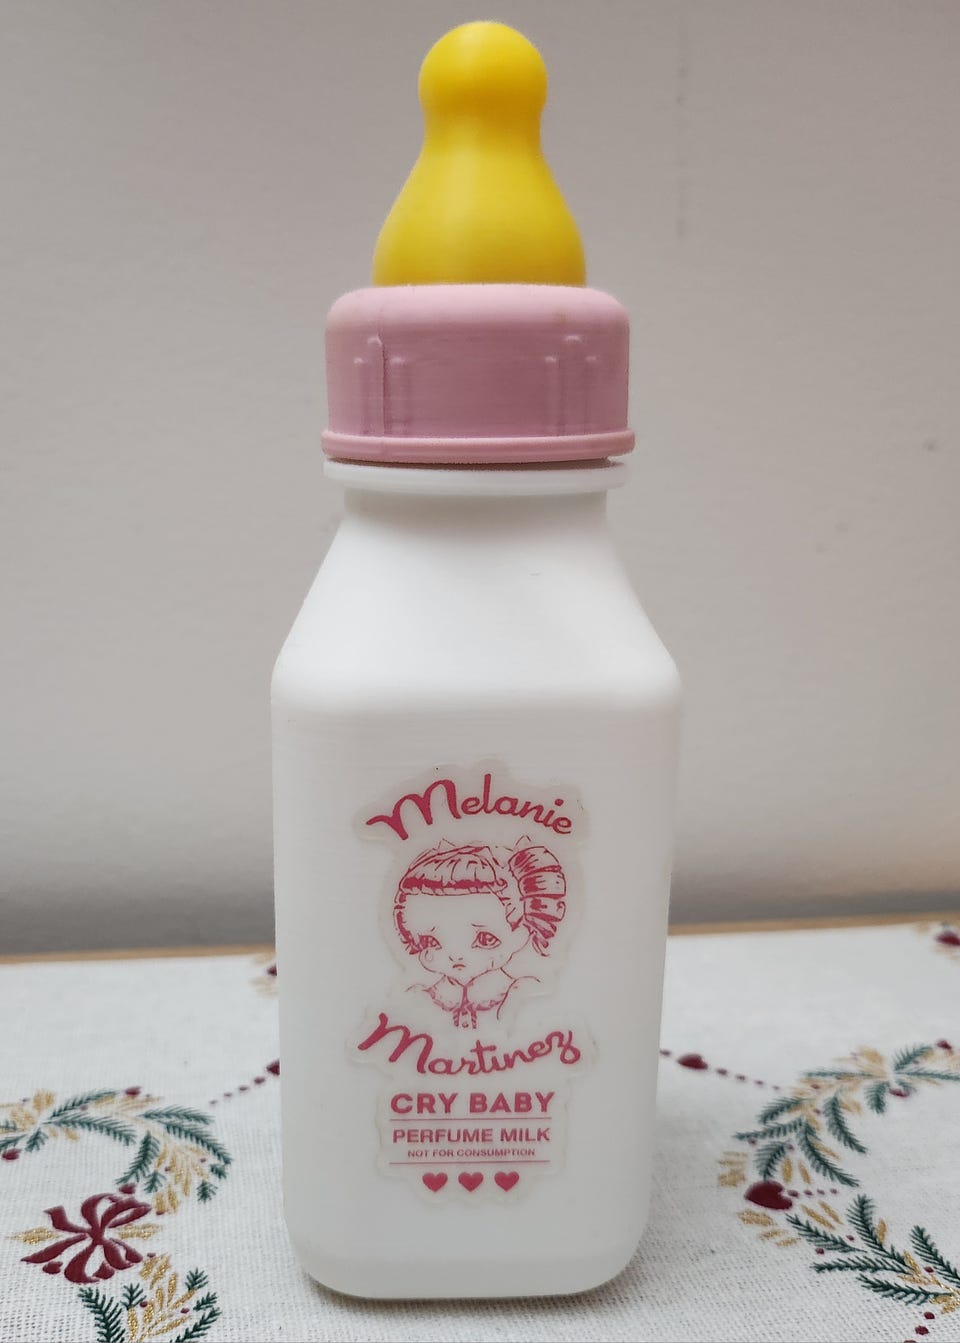 Melanie
Martinez
CRY BABY
PERFUME MILK
NOT FOR CONSUMPTION